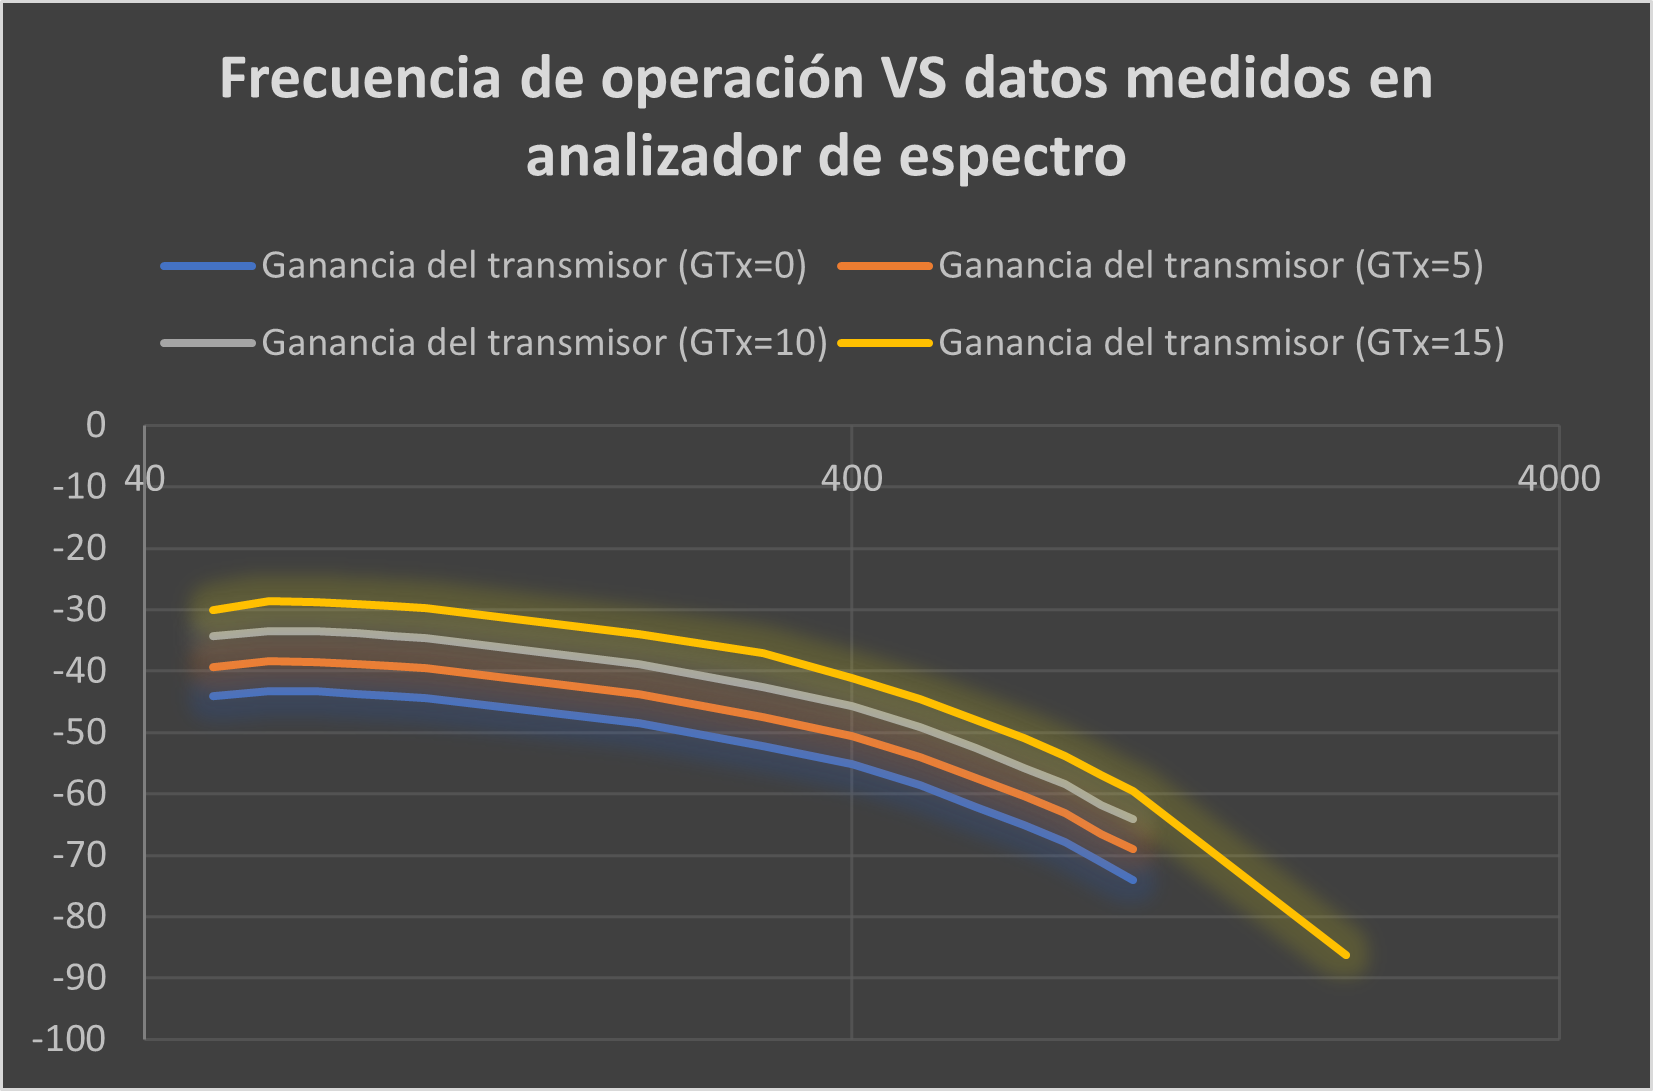 Frecuencia de operación VS datos medidos en
analizador de espectro
Ganancia del transmisor (GTx=0) Ganancia del transmisor (GTx=5)
Ganancia del transmisor (GTx=10) Ganancia del transmisor (GTx=15)
0
40 400 4000
-10
-20
-30
-40
-50
-60
-70
-80
-90
-100